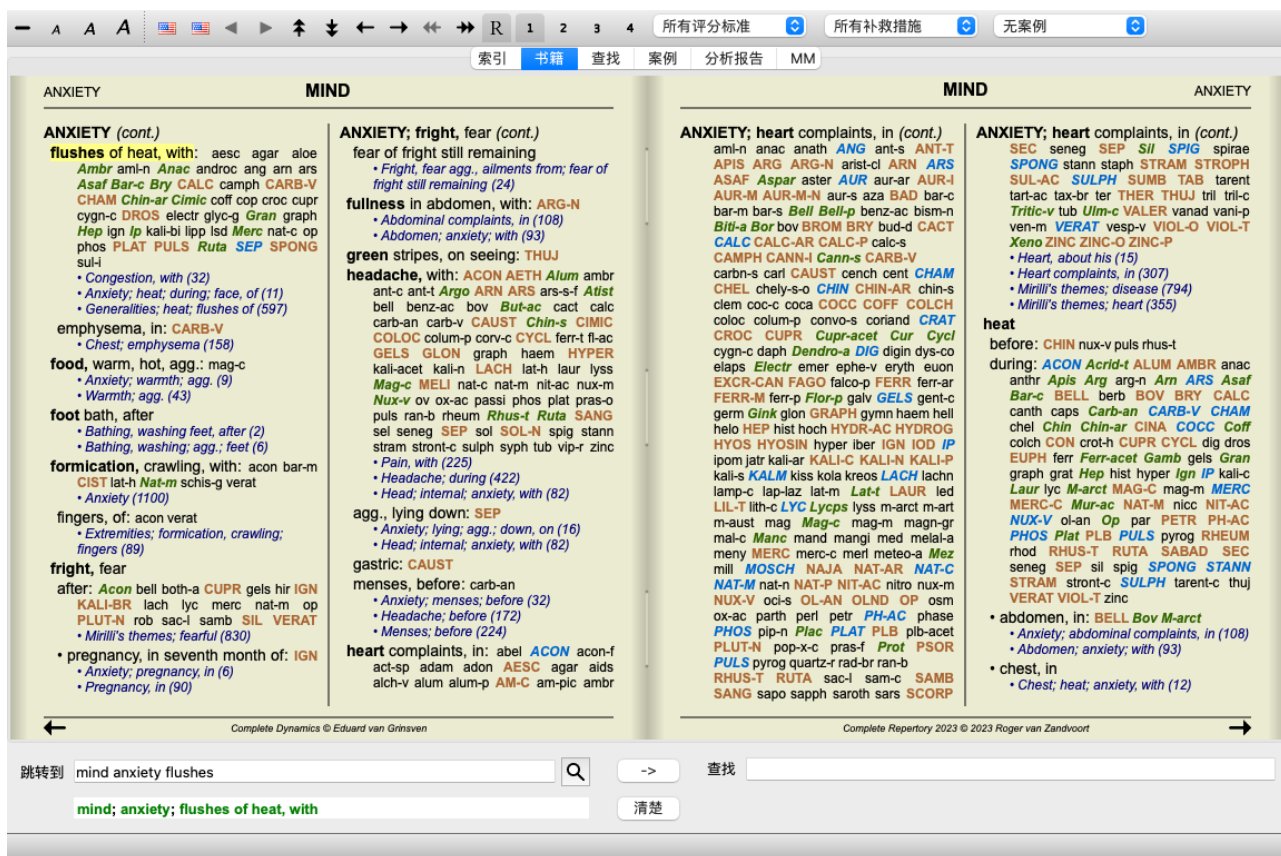 A A A R 1 2 3 4 所有评分标准 所有补救措施 无案例
索引 书籍 查找 案例 分析报告 MM
ANXIETY MIND
ANXIETY (cont.)
flushes of heat, with: aesc agar aloe
Ambr aml-n Anac androc ang arn ars
Asaf Bar-c Bry CALC camph CARB-V
CHAM Chin-ar Cimic coff cop croc cupr
cygn-c DROS electr glyc-g Gran graph
Hep ign Ip kali-bi lipp lsd Merc nat-c op
phos PLAT PULS Ruta SEP SPONG
sul-i
• Congestion, with (32)
• Anxiety; heat; during; face, of (11)
• Generalities; heat; flushes of (597)
emphysema, in: CARB-V
• Chest; emphysema (158)
food, warm, hot, agg.: mag-c
• Anxiety; warmth; agg. (9)
• Warmth; agg. (43)
foot bath, after
• Bathing, washing feet, after (2)
• Bathing, washing; agg.; feet (6)
formication, crawling, with: acon bar-m
CIST lat-h Nat-m schis-g verat
• Anxiety (1100)
fingers, of: acon verat
• Extremities; formication, crawling;
fingers (89)
fright, fear
after: Acon bell both-a CUPR gels hir IGN
KALI-BR lach lyc merc nat-m op
PLUT-N rob sac-l samb SIL VERAT
• Mirilli's themes; fearful (830)
• pregnancy, in seventh month of: IGN
• Anxiety; pregnancy, in (6)
• Pregnancy, in (90)
ANXIETY; fright, fear (cont.)
fear of fright still remaining
• Fright, fear agg., ailments from; fear of
fright still remaining (24)
fullness in abdomen, with: ARG-N
• Abdominal complaints, in (108)
• Abdomen; anxiety; with (93)
green stripes, on seeing: THUJ
headache, with: ACON AETH Alum ambr
ant-c ant-t Argo ARN ARS ars-s-f Atist
bell benz-ac bov But-ac cact calc
carb-an carb-v CAUST Chin-s CIMIC
COLOC colum-p corv-c CYCL ferr-t fl-ac
GELS GLON graph haem HYPER
kali-acet kali-n LACH lat-h laur lyss
Mag-c MELI nat-c nat-m nit-ac nux-m
Nux-v ov ox-ac passi phos plat pras-o
puls ran-b rheum Rhus-t Ruta SANG
sel seneg SEP sol SOL-N spig stann
stram stront-c sulph syph tub vip-r zinc
• Pain, with (225)
• Headache; during (422)
• Head; internal; anxiety, with (82)
agg., lying down: SEP
• Anxiety; lying; agg.; down, on (16)
• Head; internal; anxiety, with (82)
gastric: CAUST
menses, before: carb-an
• Anxiety; menses; before (32)
• Headache; before (172)
• Menses; before (224)
heart complaints, in: abel ACON acon-f
act-sp adam adon AESC agar aids
alch-v alum alum-p AM-C am-pic ambr
Complete Dynamics © Eduard van Grinsven
MIND ANXIETY
ANXIETY; heart complaints, in (cont.)
aml-n anac anath ANG ant-s ANT-T
APIS ARG ARG-N arist-cl ARN ARS
ASAF Aspar aster AUR aur-ar AUR-I
AUR-M AUR-M-N aur-s aza BAD bar-c
bar-m bar-s Bell Bell-p benz-ac bism-n
Biti-a Bor bov BROM BRY bud-d CACT
CALC CALC-AR CALC-P calc-s
CAMPH CANN-I Cann-s CARB-V
carbn-s carl CAUST cench cent CHAM
CHEL chely-s-o CHIN CHIN-AR chin-s
clem coc-c coca COCC COFF COLCH
coloc colum-p convo-s coriand CRAT
CROC CUPR Cupr-acet Cur Cycl
cygn-c daph Dendro-a DIG digin dys-co
elaps Electr emer ephe-v eryth euon
EXCR-CAN FAGO falco-p FERR ferr-ar
FERR-M ferr-p Flor-p galv GELS gent-c
germ Gink glon GRAPH gymn haem hell
helo HEP hist hoch HYDR-AC HYDROG
HYOS HYOSIN hyper iber IGN IOD IP
ipom jatr kali-ar KALI-C KALI-N KALI-P
kali-s KALM kiss kola kreos LACH lachn
lamp-c lap-laz lat-m Lat-t LAUR led
LIL-T lith-c LYC Lycps lyss m-arct m-art
m-aust mag Mag-c mag-m magn-gr
mal-c Manc mand mangi med melal-a
meny MERC merc-c merl meteo-a Mez
mill MOSCH NAJA NAT-AR NAT-C
NAT-M nat-n NAT-P NIT-AC nitro nux-m
NUX-V oci-s OL-AN OLND OP osm
ox-ac parth perl petr PH-AC phase
PHOS pip-n Plac PLAT PLB plb-acet
PLUT-N pop-x-c pras-f Prot PSOR
PULS pyrog quartz-r rad-br ran-b
RHUS-T RUTA sac-l sam-c SAMB
SANG sapo sapph saroth sars SCORP
ANXIETY; heart complaints, in (cont.)
SEC seneg SEP Sil SPIG spirae
SPONG stann staph STRAM STROPH
SUL-AC SULPH SUMB TAB tarent
tart-ac tax-br ter THER THUJ tril tril-c
Tritic-v tub Ulm-c VALER vanad vani-p
ven-m VERAT vesp-v VIOL-O VIOL-T
Xeno ZINC ZINC-O ZINC-P
• Heart, about his (15)
• Heart complaints, in (307)
• Mirilli's themes; disease (794)
• Mirilli's themes; heart (355)
heat
before: CHIN nux-v puls rhus-t
during: ACON Acrid-t ALUM AMBR anac
anthr Apis Arg arg-n Arn ARS Asaf
Bar-c BELL berb BOV BRY CALC
canth caps Carb-an CARB-V CHAM
chel Chin Chin-ar CINA COCC Coff
colch CON crot-h CUPR CYCL dig dros
EUPH ferr Ferr-acet Gamb gels Gran
graph grat Hep hist hyper Ign IP kali-c
Laur lyc M-arct MAG-C mag-m MERC
MERC-C Mur-ac NAT-M nicc NIT-AC
NUX-V ol-an Op par PETR PH-AC
PHOS Plat PLB PULS pyrog RHEUM
rhod RHUS-T RUTA SABAD SEC
seneg SEP sil spig SPONG STANN
STRAM stront-c SULPH tarent-c thuj
VERAT VIOL-T zinc
• abdomen, in: BELL Bov M-arct
• Anxiety; abdominal complaints, in (108)
• Abdomen; anxiety; with (93)
• chest, in
• Chest; heat; anxiety, with (12)
Complete Repertory 2023 © 2023 Roger van Zandvoort
跳转到 mind anxiety flushes -> 查找
mind; anxiety; flushes of heat, with 清楚